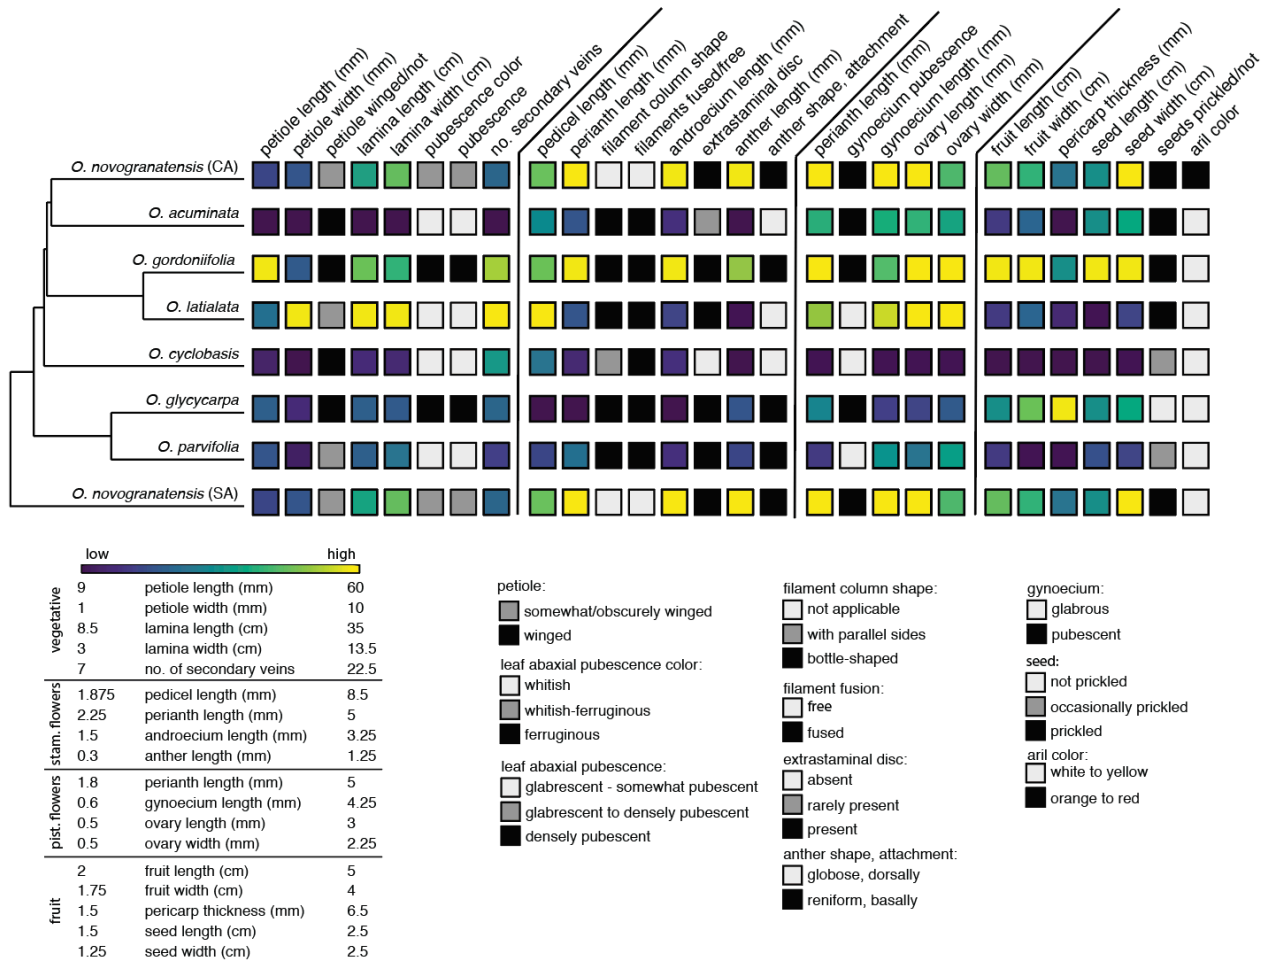 petiole length (mm)
petiole width (mm)
petiole winged/not
lamina length (cm)
lamina width (cm)
pubescence color
pubescence
no. secondary veins
pedicel length (mm)
perianth length (mm)
filament column shape
filaments fused/free
androecium length (mm)
extrastaminal disc
anther length (mm)
anther shape, attachment
perianth length (mm)
gynoecium pubescence
gynoecium length (mm)
ovary length (mm)
ovary width (mm)
fruit length (cm)
fruit width (cm)
pericarp thickness (mm)
seed length (cm)
seed width (cm)
seeds prickled/not
aril color
O. novogranatensis (CA)
O. acuminata
O. gordoniifolia
O. latialata
O. cyclobasis
O. glycycarpa
O. parvifolia
O. novogranatensis (SA)
low high
vegetative
9 petiole length (mm) 60
1 petiole width (mm) 10
8.5 lamina length (cm) 35
3 lamina width (cm) 13.5
7 no. of secondary veins 22.5
stam. flowers
1.875 pedicel length (mm) 8.5
2.25 perianth length (mm) 5
1.5 androecium length (mm) 3.25
0.3 anther length (mm) 1.25
pist. flowers
1.8 perianth length (mm) 5
0.6 gynoecium length (mm) 4.25
0.5 ovary length (mm) 3
0.5 ovary width (mm) 2.25
fruit
2 fruit length (cm) 5
1.75 fruit width (cm) 4
1.5 pericarp thickness (mm) 6.5
1.5 seed length (cm) 2.5
1.25 seed width (cm) 2.5
petiole:
somewhat/obscurely winged
winged
leaf abaxial pubescence color:
whitish
whitish-ferruginous
ferruginous
leaf abaxial pubescence:
glabrescent - somewhat pubescent
glabrescent to densely pubescent
densely pubescent
filament column shape:
not applicable
with parallel sides
bottle-shaped
filament fusion:
free
fused
extrastaminal disc:
absent
rarely present
present
anther shape, attachment:
globose, dorsally
reniform, basally
gynoecium:
glabrous
pubescent
seed:
not prickled
occasionally prickled
prickled
aril color:
white to yellow
orange to red